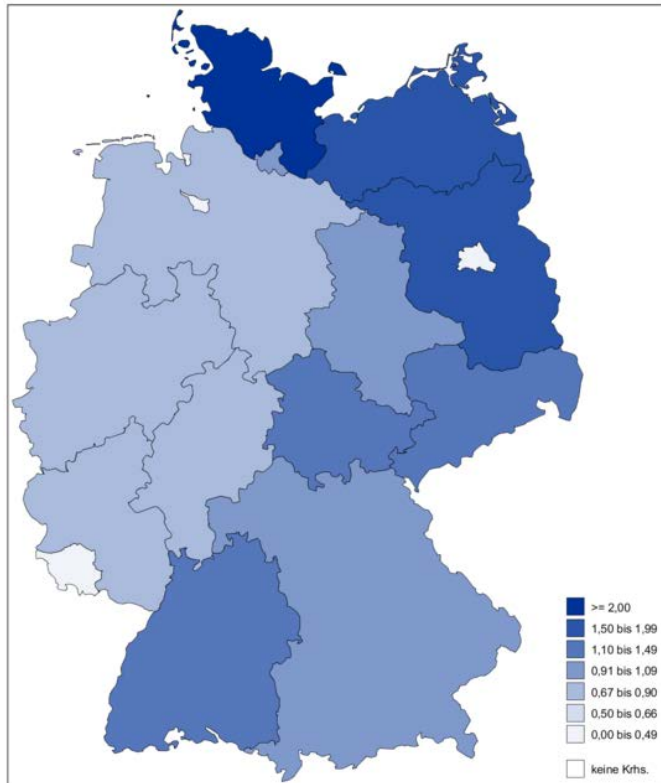 >= 2,00
1,50 bis 1,99
1,10 bis 1,49
0,91 bis 1,09
0,67 bis 0,90
0,50 bis 0,66
0,00 bis 0,49
keine Krhs.